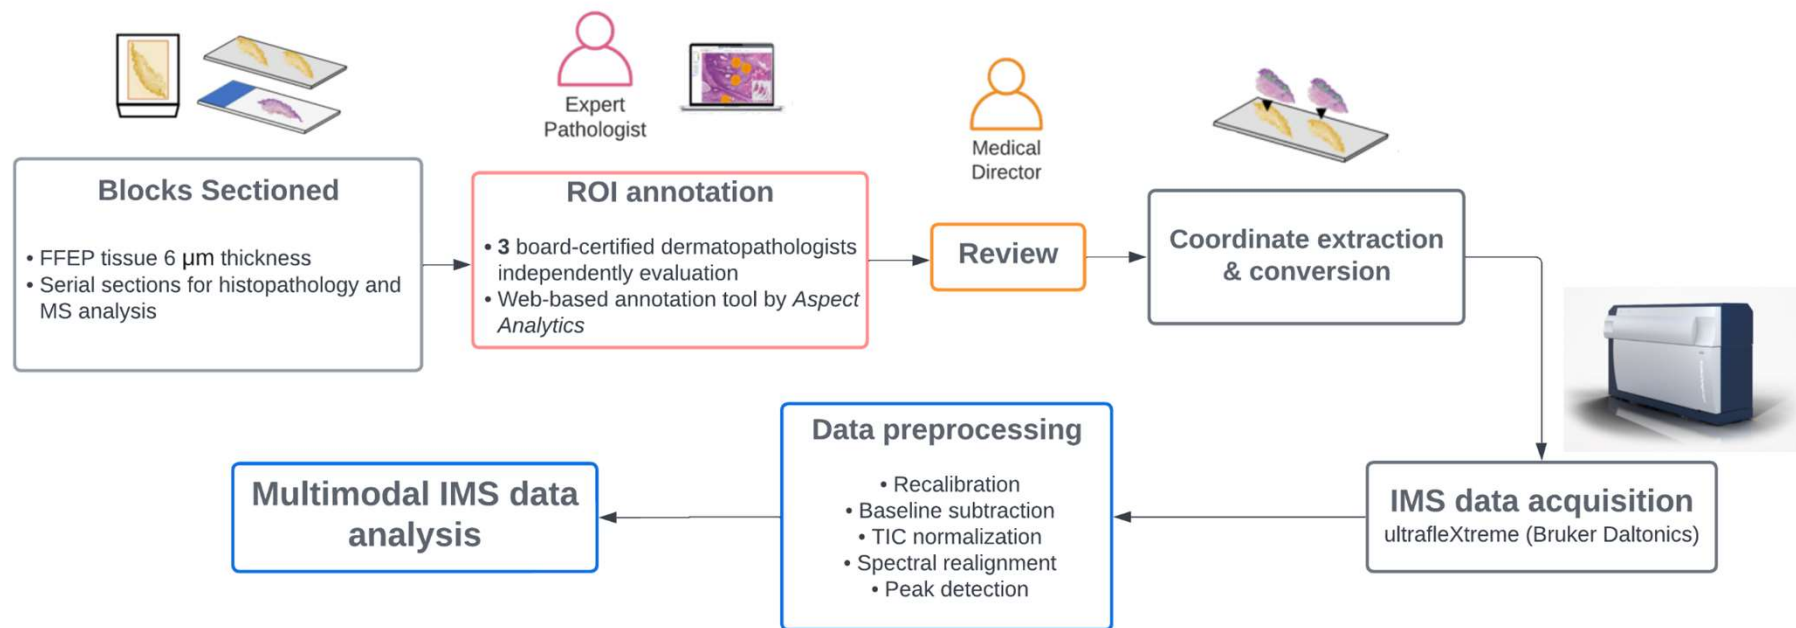 Expert
Pathologist
Medical
Director
Blocks Sectioned
• FFEP tissue 6 μm thickness
• Serial sections for histopathology and
MS analysis
ROI annotation
• 3 board-certified dermatopathologists
independently evaluation
• Web-based annotation tool by Aspect
Analytics
Review
Coordinate extraction
& conversion
IMS data acquisition
ultrafleXtreme (Bruker Daltonics)
Data preprocessing
• Recalibration
• Baseline subtraction
• TIC normalization
• Spectral realignment
• Peak detection
Multimodal IMS data
analysis